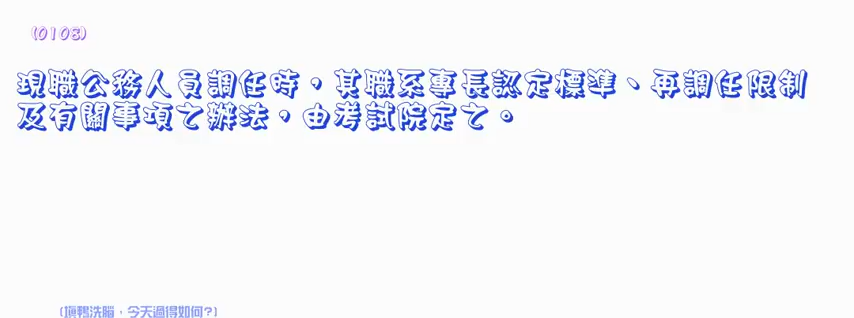 (0108)
現職公務人員調任時，其職系專長認定標準、再調任限制
及有關事項之辦法，由考試院定之。
(填鴨洗腦，今天過得如何?)